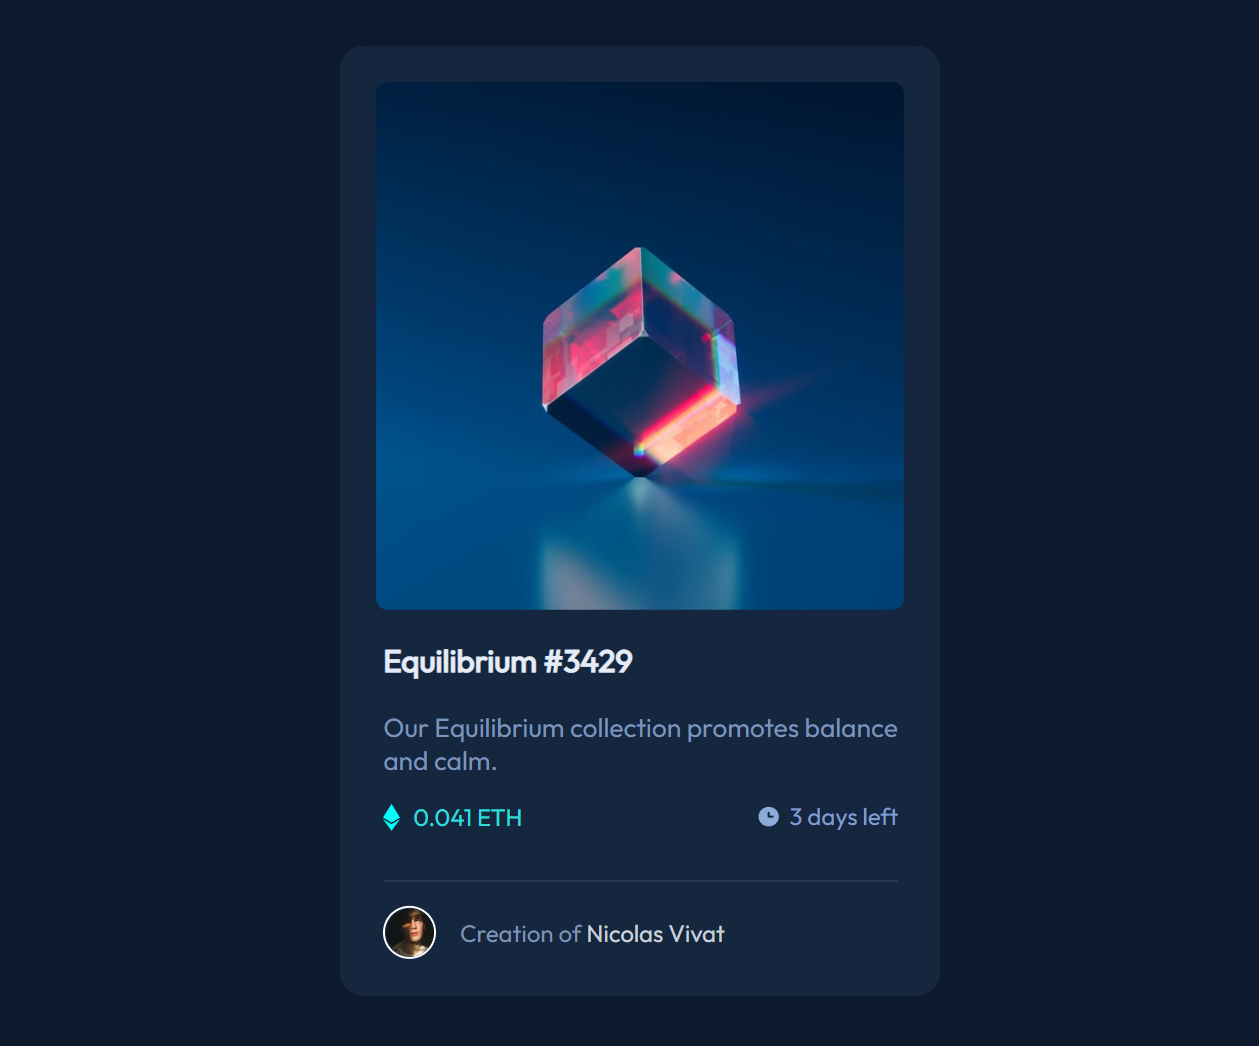 Equilibrium #3429
Our Equilibrium collection promotes balance
and calm.
0.041 ETH
3 days left
Creation of Nicolas Vivat